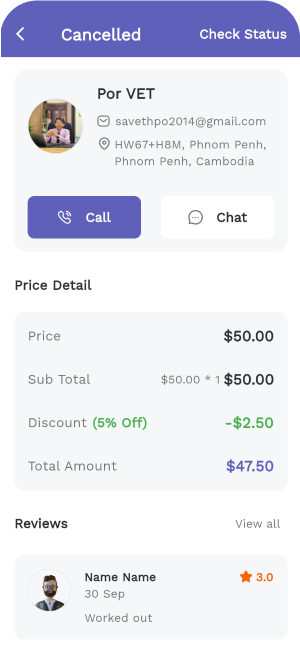 Cancelled
Check Status
Por VET
savethpo2014@gmail.com
HW67+H8M, Phnom Penh,
Phnom Penh, Cambodia
Call
Chat
Price Detail
Price $50.00
Sub Total $50.00 * 1 $50.00
Discount (5% Off) -$2.50
Total Amount $47.50
Reviews View all
Name Name 3.0
30 Sep
Worked out